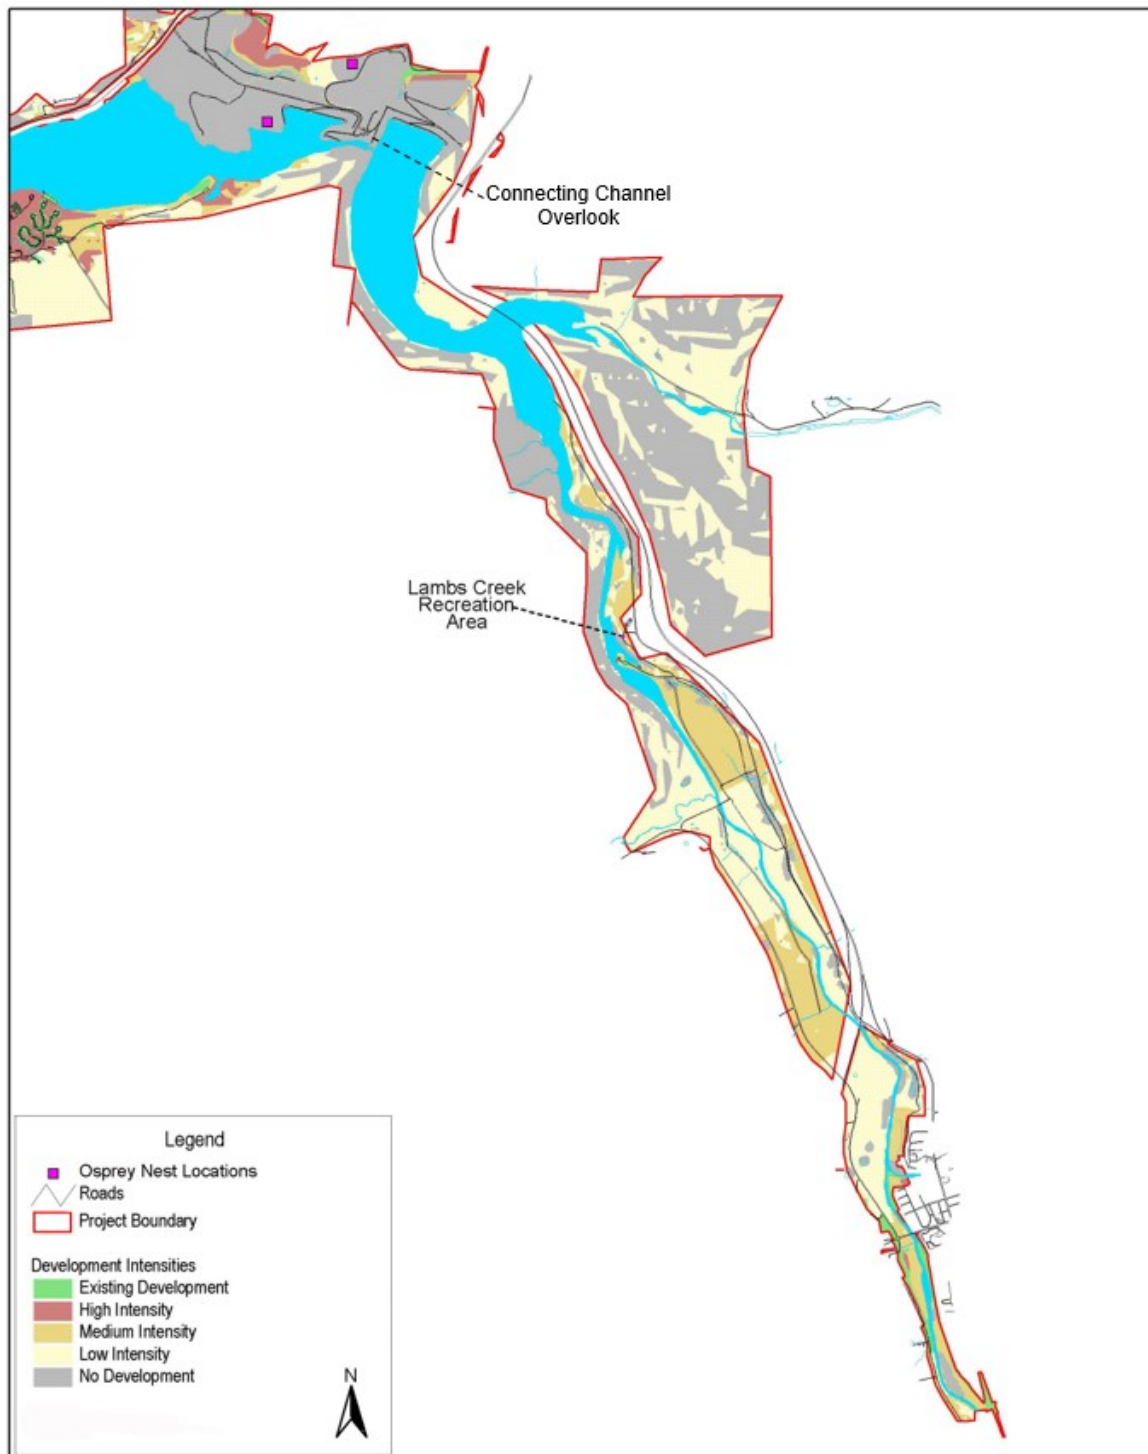 Connecting Channel
Overlook
Lambs Creek
Recreation
Area
Legend
Osprey Nest Locations
Roads
Project Boundary
Development Intensities
Existing Development
High Intensity
Medium Intensity
Low Intensity
No Development
N